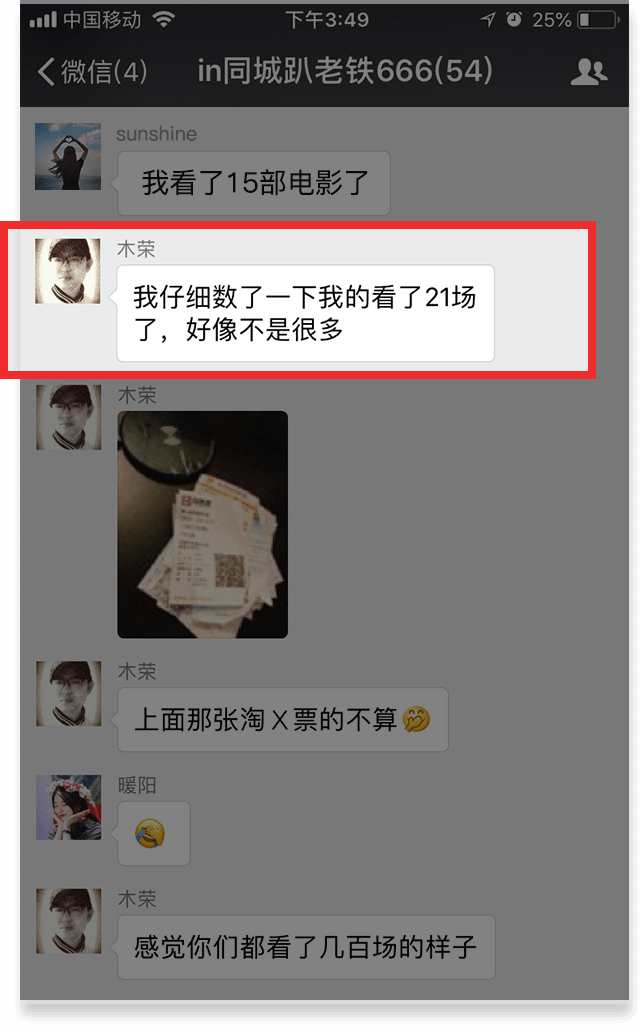 中国移动
下午3:49
25%
微信(4)
in同城趴老铁666(54)
sunshine
我看了15部电影了
木荣
我仔细数了一下我的看了21场
了，好像不是很多
木荣
木荣
上面那张淘X票的不算
暖阳
木荣
感觉你们都看了几百场的样子